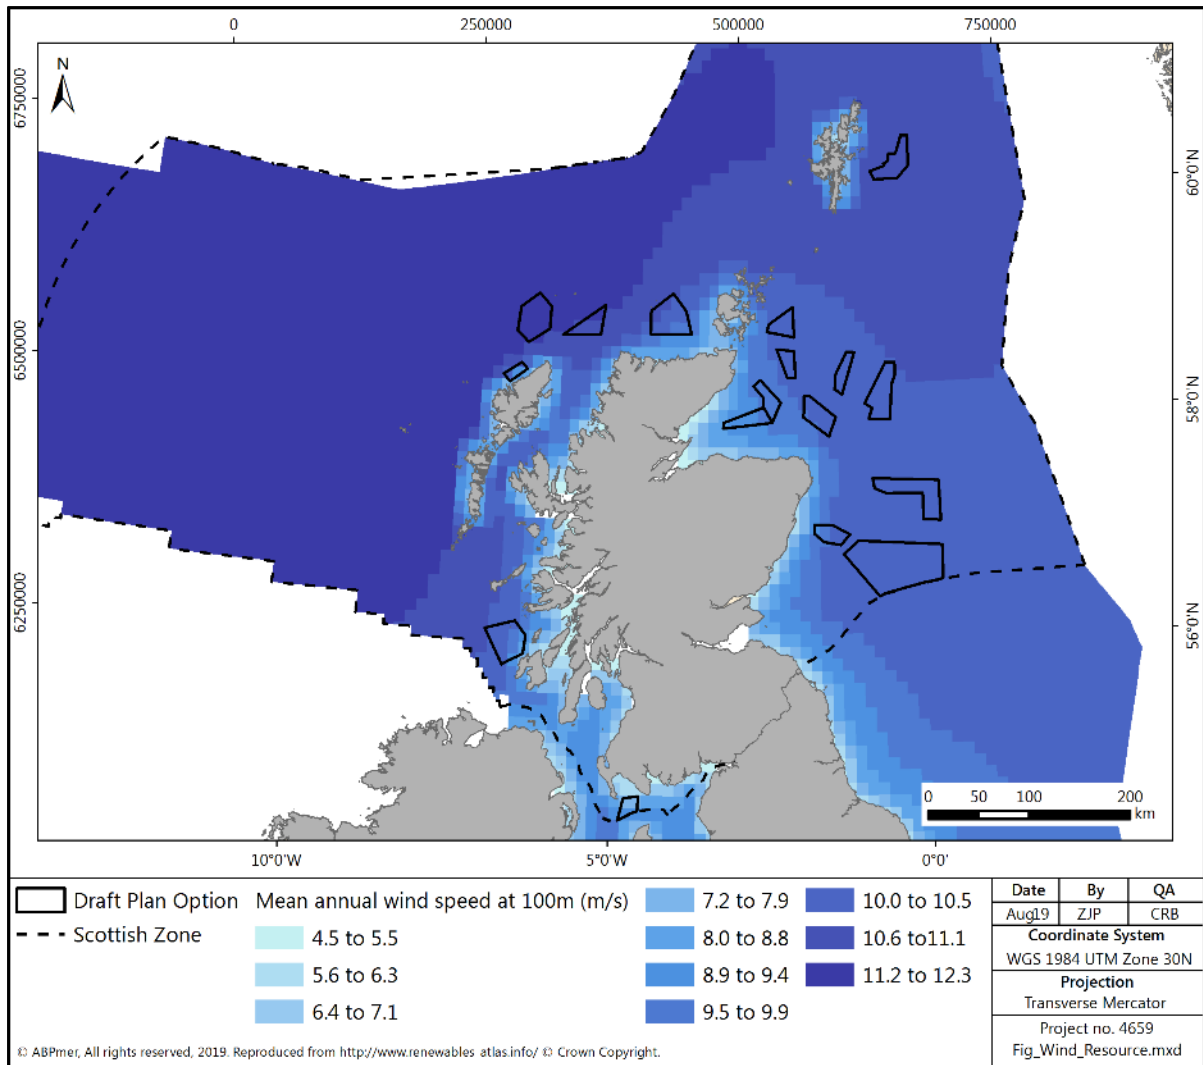 0 250000 500000 750000
N
6750000
6500000
6250000
60°0'N
58°0'N
56°0'N
0 50 100 200
km
10°0'W 5°0'W 0°0'
Draft Plan Option
Scottish Zone
Mean annual wind speed at 100m (m/s)
4.5 to 5.5
5.6 to 6.3
6.4 to 7.1
7.2 to 7.9
8.0 to 8.8
8.9 to 9.4
9.5 to 9.9
10.0 to 10.5
10.6 to11.1
11.2 to 12.3
Date By QA
Aug19 ZJP CRB
Coordinate System
WGS 1984 UTM Zone 30N
Projection
Transverse Mercator
Project no. 4659
Fig_Wind_Resource.mxd
© ABPmer, All rights reserved, 2019. Reproduced from http://www.renewables atlas.info/ © Crown Copyright.